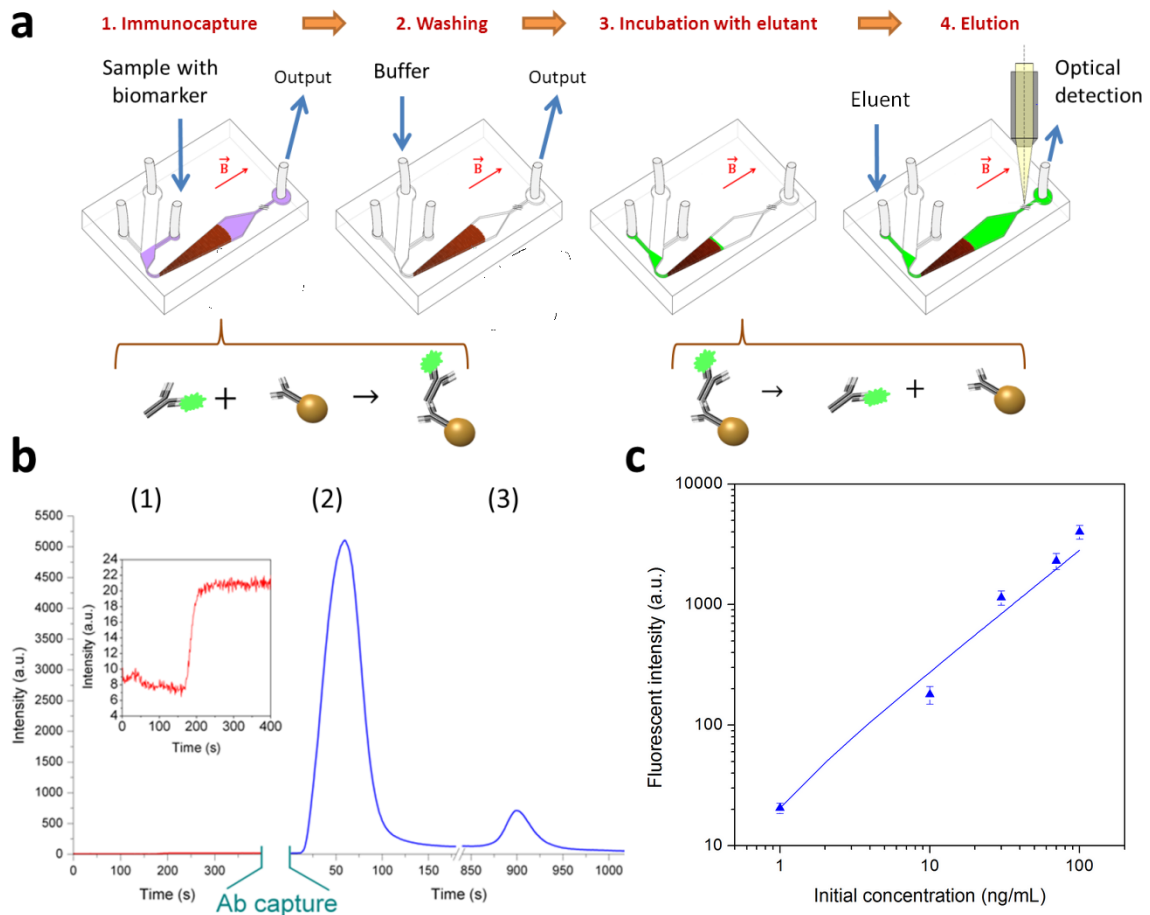 a
1. Immunocapture
2. Washing
3. Incubation with elutant
4. Elution
Sample with
biomarker
Output
Buffer
Output
Eluent
Optical
detection
B
B
B
B
b
(1)
(2)
(3)
5500
5000
4500
4000
3500
3000
2500
2000
1500
1000
500
0
Intensity (a.u.)
24
22
20
18
16
14
12
10
8
6
4
Intensity (a.u.)
0 100 200 300 400
Time (s)
0 100 200 300
50 100 150 850 900 950 1000
Time (s)
Time (s)
Time (s)
Ab capture
c
10000
1000
100
10
Fluorescent intensity (a.u.)
1 10 100
Initial concentration (ng/mL)